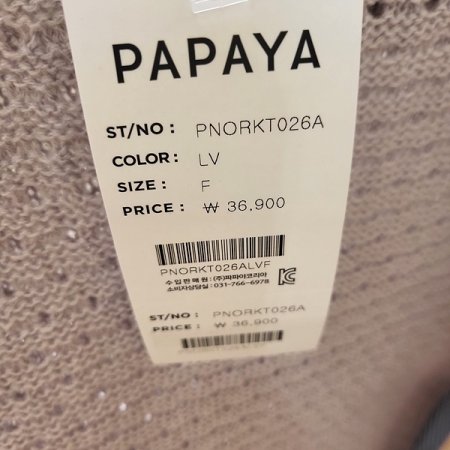 PAPAYA
ST/NO : PNORKT026A
COLOR : LV
SIZE : F
PRICE : ₩ 36,900
PNORKT026ALVF
수입판매원 : (주)파파야코리아
소비자상담실 : 031-766-6978
ST/NO : PNORKT026A
PRICE : ₩ 36,900